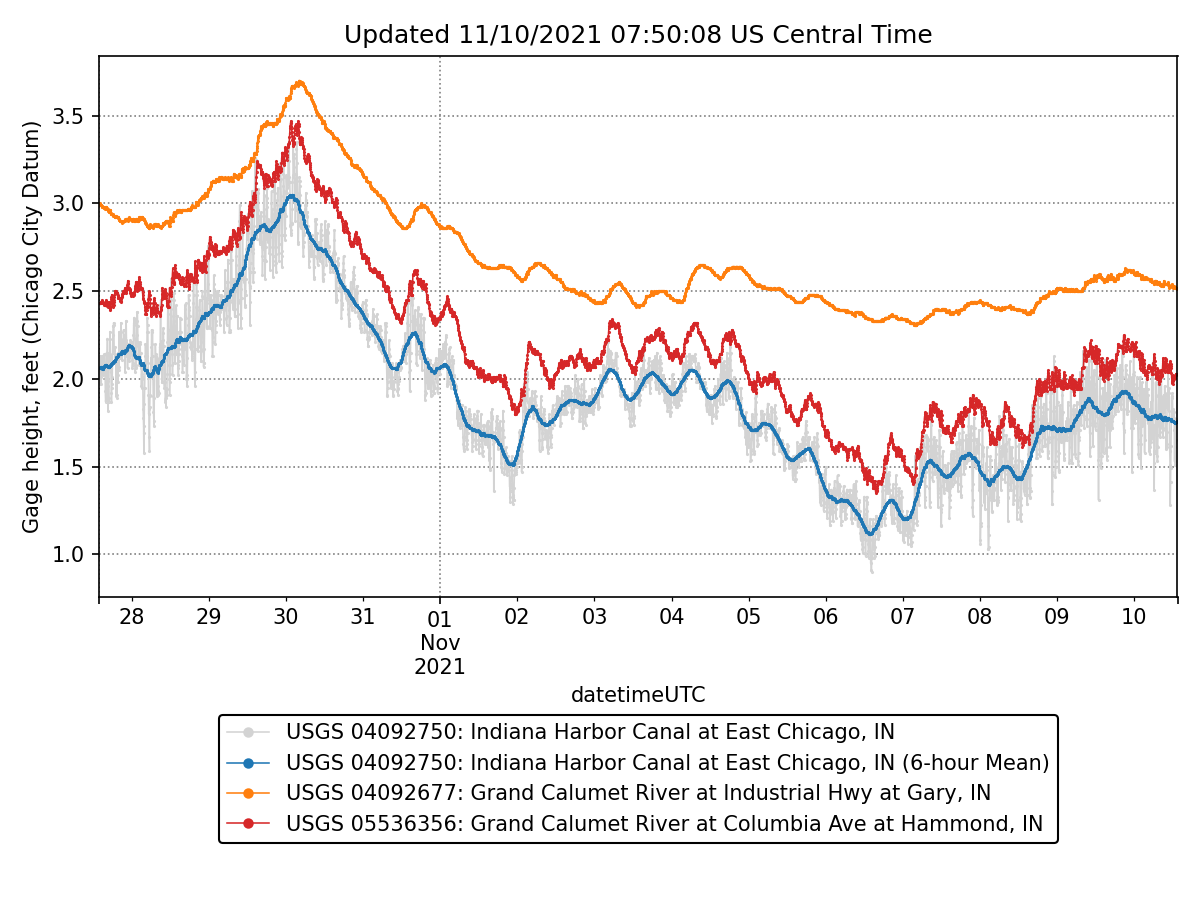 Updated 11/10/2021 07:50:08 US Central Time
Gage height, feet (Chicago City Datum)
3.5
3.0
2.5
2.0
1.5
1.0
28 29 30 31 01 02 03 04 05 06 07 08 09 10
Nov
2021
datetimeUTC
USGS 04092750: Indiana Harbor Canal at East Chicago, IN
USGS 04092750: Indiana Harbor Canal at East Chicago, IN (6-hour Mean)
USGS 04092677: Grand Calumet River at Industrial Hwy at Gary, IN
USGS 05536356: Grand Calumet River at Columbia Ave at Hammond, IN